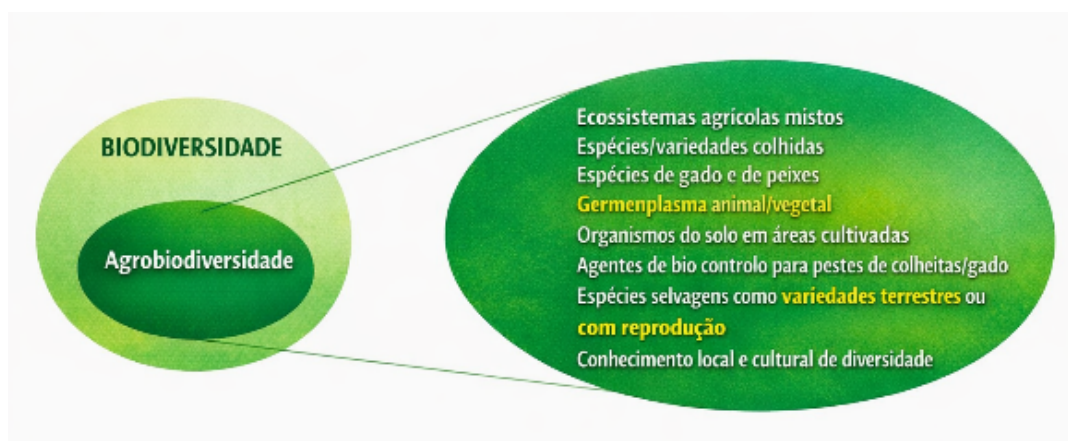 BIODIVERSIDADE
Agrobiodiversidade
Ecossistemas agrícolas mistos
Espécies/variedades colhidas
Espécies de gado e de peixes
Germenplasma animal/vegetal
Organismos do solo em áreas cultivadas
Agentes de bio controlo para pestes de colheitas/gado
Espécies selvagens como variedades terrestres ou
com reprodução
Conhecimento local e cultural de diversidade